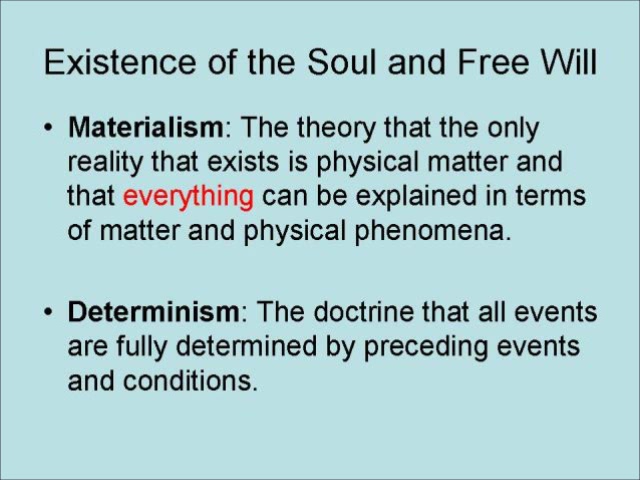 Existence of the Soul and Free Will
• Materialism: The theory that the only
reality that exists is physical matter and
that everything can be explained in terms
of matter and physical phenomena.
• Determinism: The doctrine that all events
are fully determined by preceding events
and conditions.